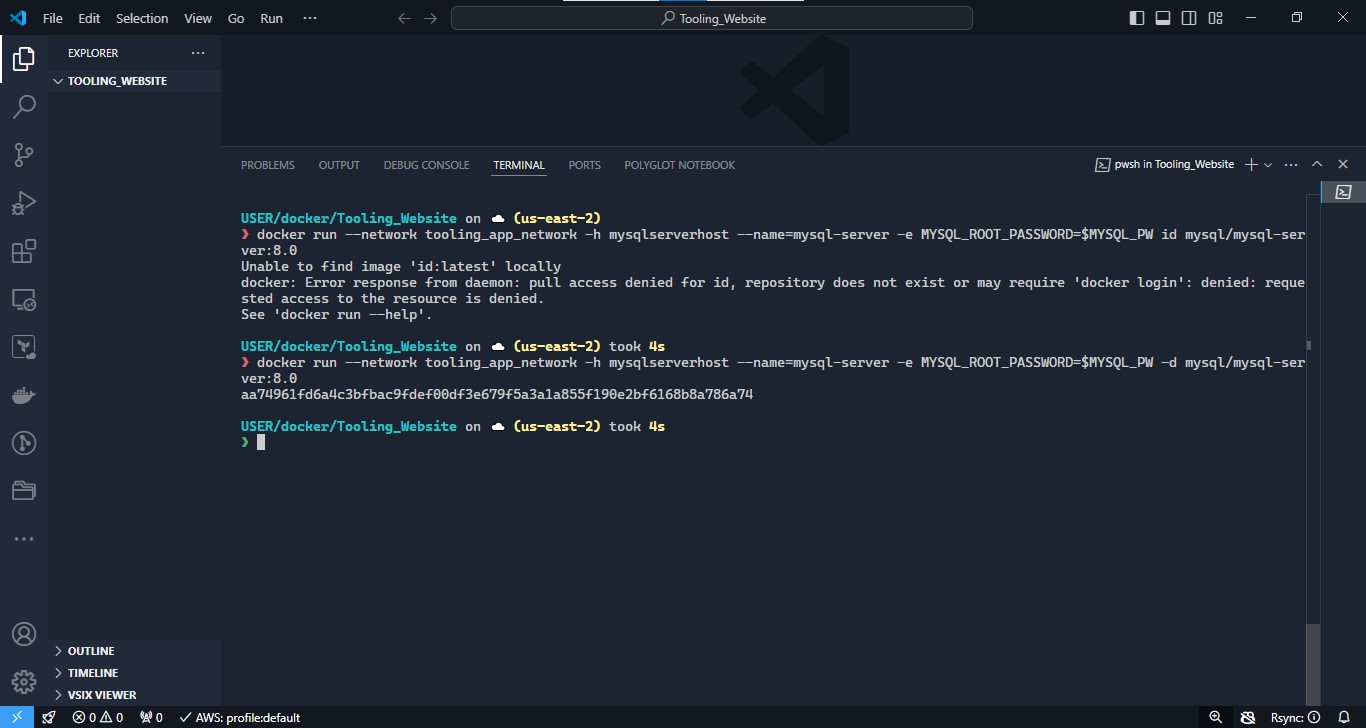 File Edit Selection View Go Run ··· Tooling_Website
EXPLORER ···
TOOLING_WEBSITE
PROBLEMS OUTPUT DEBUG CONSOLE TERMINAL PORTS POLYGLOT NOTEBOOK pwsh in Tooling_Website
USER/docker/Tooling_Website on (us-east-2)
❯ docker run --network tooling_app_network -h mysqlserverhost --name=mysql-server -e MYSQL_ROOT_PASSWORD=$MYSQL_PW id mysql/mysql-ser
ver:8.0
Unable to find image 'id:latest' locally
docker: Error response from daemon: pull access denied for id, repository does not exist or may require 'docker login': denied: reque
sted access to the resource is denied.
See 'docker run --help'.
USER/docker/Tooling_Website on (us-east-2) took 4s
❯ docker run --network tooling_app_network -h mysqlserverhost --name=mysql-server -e MYSQL_ROOT_PASSWORD=$MYSQL_PW -d mysql/mysql-ser
ver:8.0
aa74961fd6a4c3bfbac9fdef00df3e679f5a3a1a855f190e2bf6168b8a786a74
USER/docker/Tooling_Website on (us-east-2) took 4s
❯
OUTLINE
TIMELINE
VSIX VIEWER
0 0 0 AWS: profile:default Rsync: